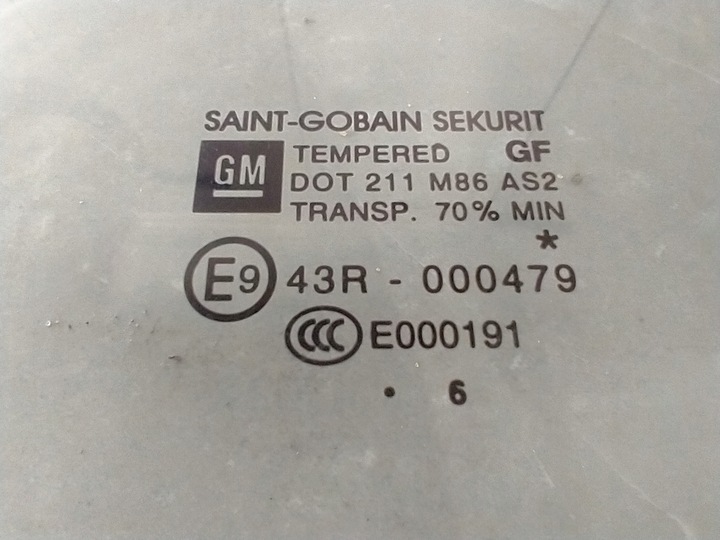 SAINT-GOBAIN SEKURIT
GM TEMPERED GF
DOT 211 M86 AS2
TRANSP. 70% MIN
*
E9 43R - 000479
CCC E000191
. 6